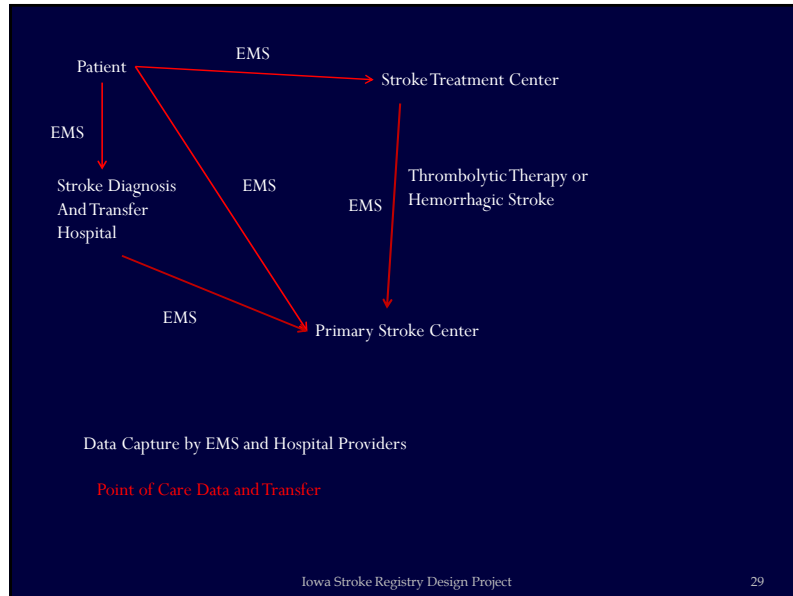 EMS
Patient
Stroke Treatment Center
EMS
Thrombolytic Therapy or
Hemorrhagic Stroke
Stroke Diagnosis
And Transfer
Hospital
EMS
EMS
EMS
Primary Stroke Center
Data Capture by EMS and Hospital Providers
Point of Care Data and Transfer
Iowa Stroke Registry Design Project
29